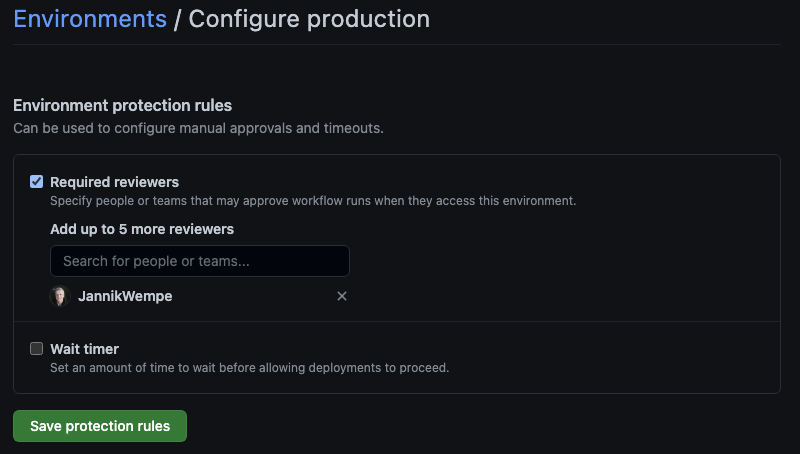 Environments / Configure production
Environment protection rules
Can be used to configure manual approvals and timeouts.
Required reviewers
Specify people or teams that may approve workflow runs when they access this environment.
Add up to 5 more reviewers
Search for people or teams...
JannikWempe
Wait timer
Set an amount of time to wait before allowing deployments to proceed.
Save protection rules